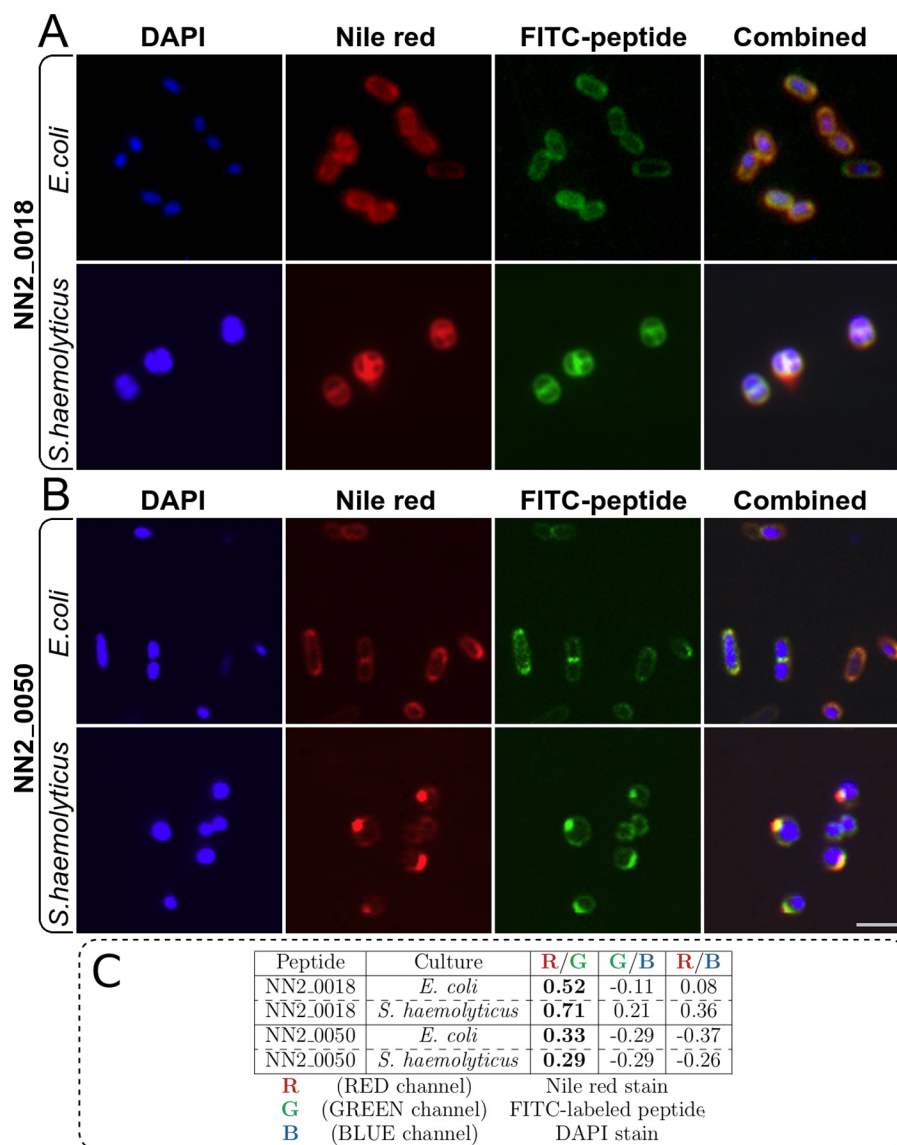 A
DAPI Nile red FITC-peptide Combined
NN2_0018
E.coli
S.haemolyticus
B
DAPI Nile red FITC-peptide Combined
NN2_0050
E.coli
S.haemolyticus
C
Peptide Culture R/G G/B R/B
NN2_0018 E. coli 0.52 -0.11 0.08
NN2_0018 S. haemolyticus 0.71 0.21 0.36
NN2_0050 E. coli 0.33 -0.29 -0.37
NN2_0050 S. haemolyticus 0.29 -0.29 -0.26
R (RED channel) Nile red stain
G (GREEN channel) FITC-labeled peptide
B (BLUE channel) DAPI stain